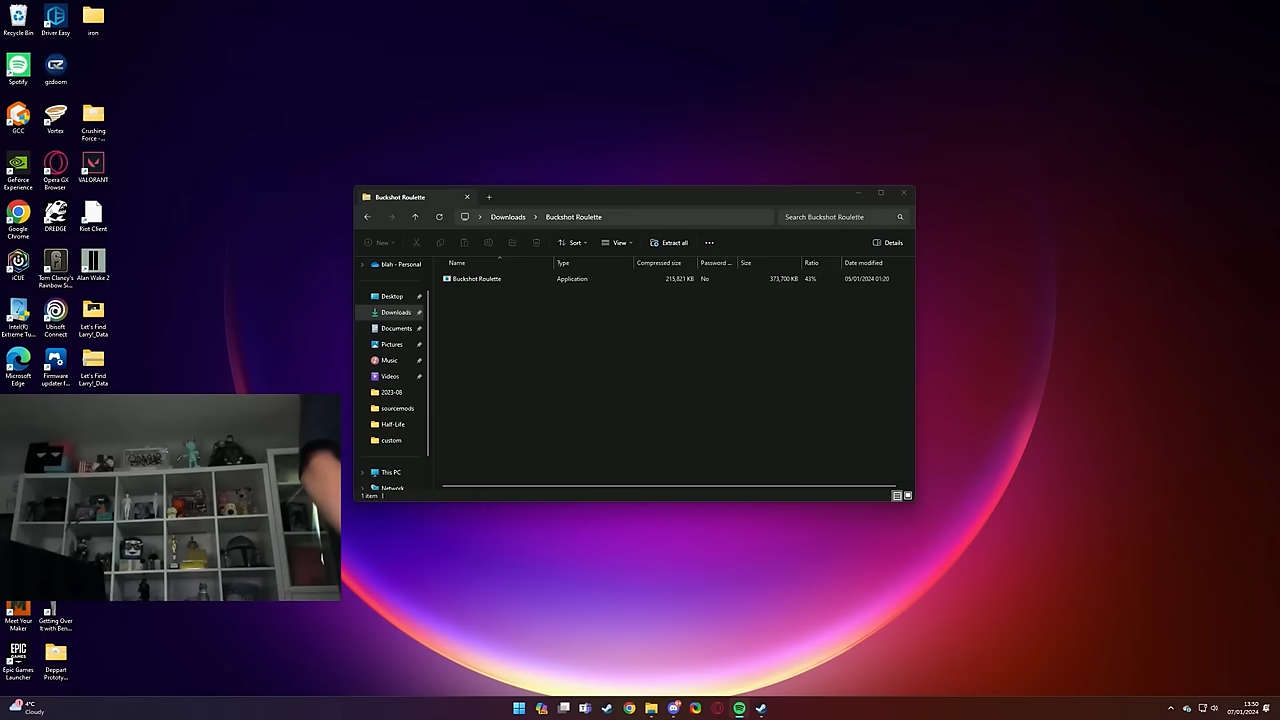 Recycle Bin
Driver Easy
iron
Spotify
gzdoom
GCC
Vortex
Crushing
Force -...
GeForce
Experience
Opera GX
Browser
VALORANT
Google
Chrome
DREDGE
Riot Client
iCUE
Tom Clancy's
Rainbow Si...
Alan Wake 2
Intel(R)
Extreme Tu...
Ubisoft
Connect
Let's Find
Larry!_Data
Microsoft
Edge
Firmware
updater f...
Let's Find
Larry!_Data
Meet Your
Maker
Getting Over
It with Ben...
Epic Games
Launcher
Deppart
Prototy...
Buckshot Roulette
Downloads > Buckshot Roulette
Search Buckshot Roulette
New
Sort
View
Extract all
Details
Name Type Compressed size Password ... Size Ratio Date modified
Buckshot Roulette Application 215,821 KB No 373,700 KB 43% 05/01/2024 01:20
blah - Personal
Desktop
Downloads
Documents
Pictures
Music
Videos
2023-08
sourcemods
Half-Life
custom
This PC
Network
1 item
4°C
Cloudy
13:50
07/01/2024